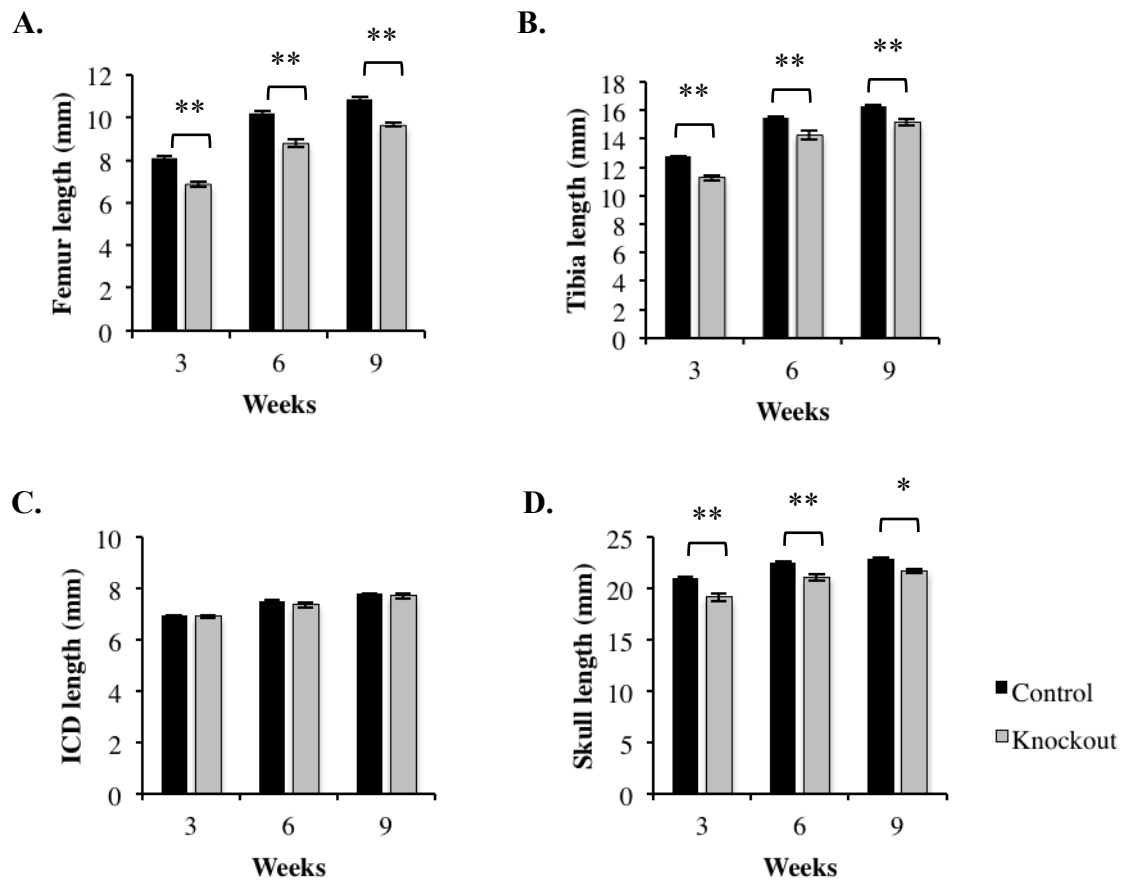 A.
**
**
**
Femur length (mm)
12
10
8
6
4
2
0
3 6 9
Weeks
B.
**
**
**
Tibia length (mm)
18
16
14
12
10
8
6
4
2
0
3 6 9
Weeks
C.
ICD length (mm)
10
8
6
4
2
0
3 6 9
Weeks
D.
**
**
*
Skull length (mm)
25
20
15
10
5
0
3 6 9
Weeks
Control
Knockout